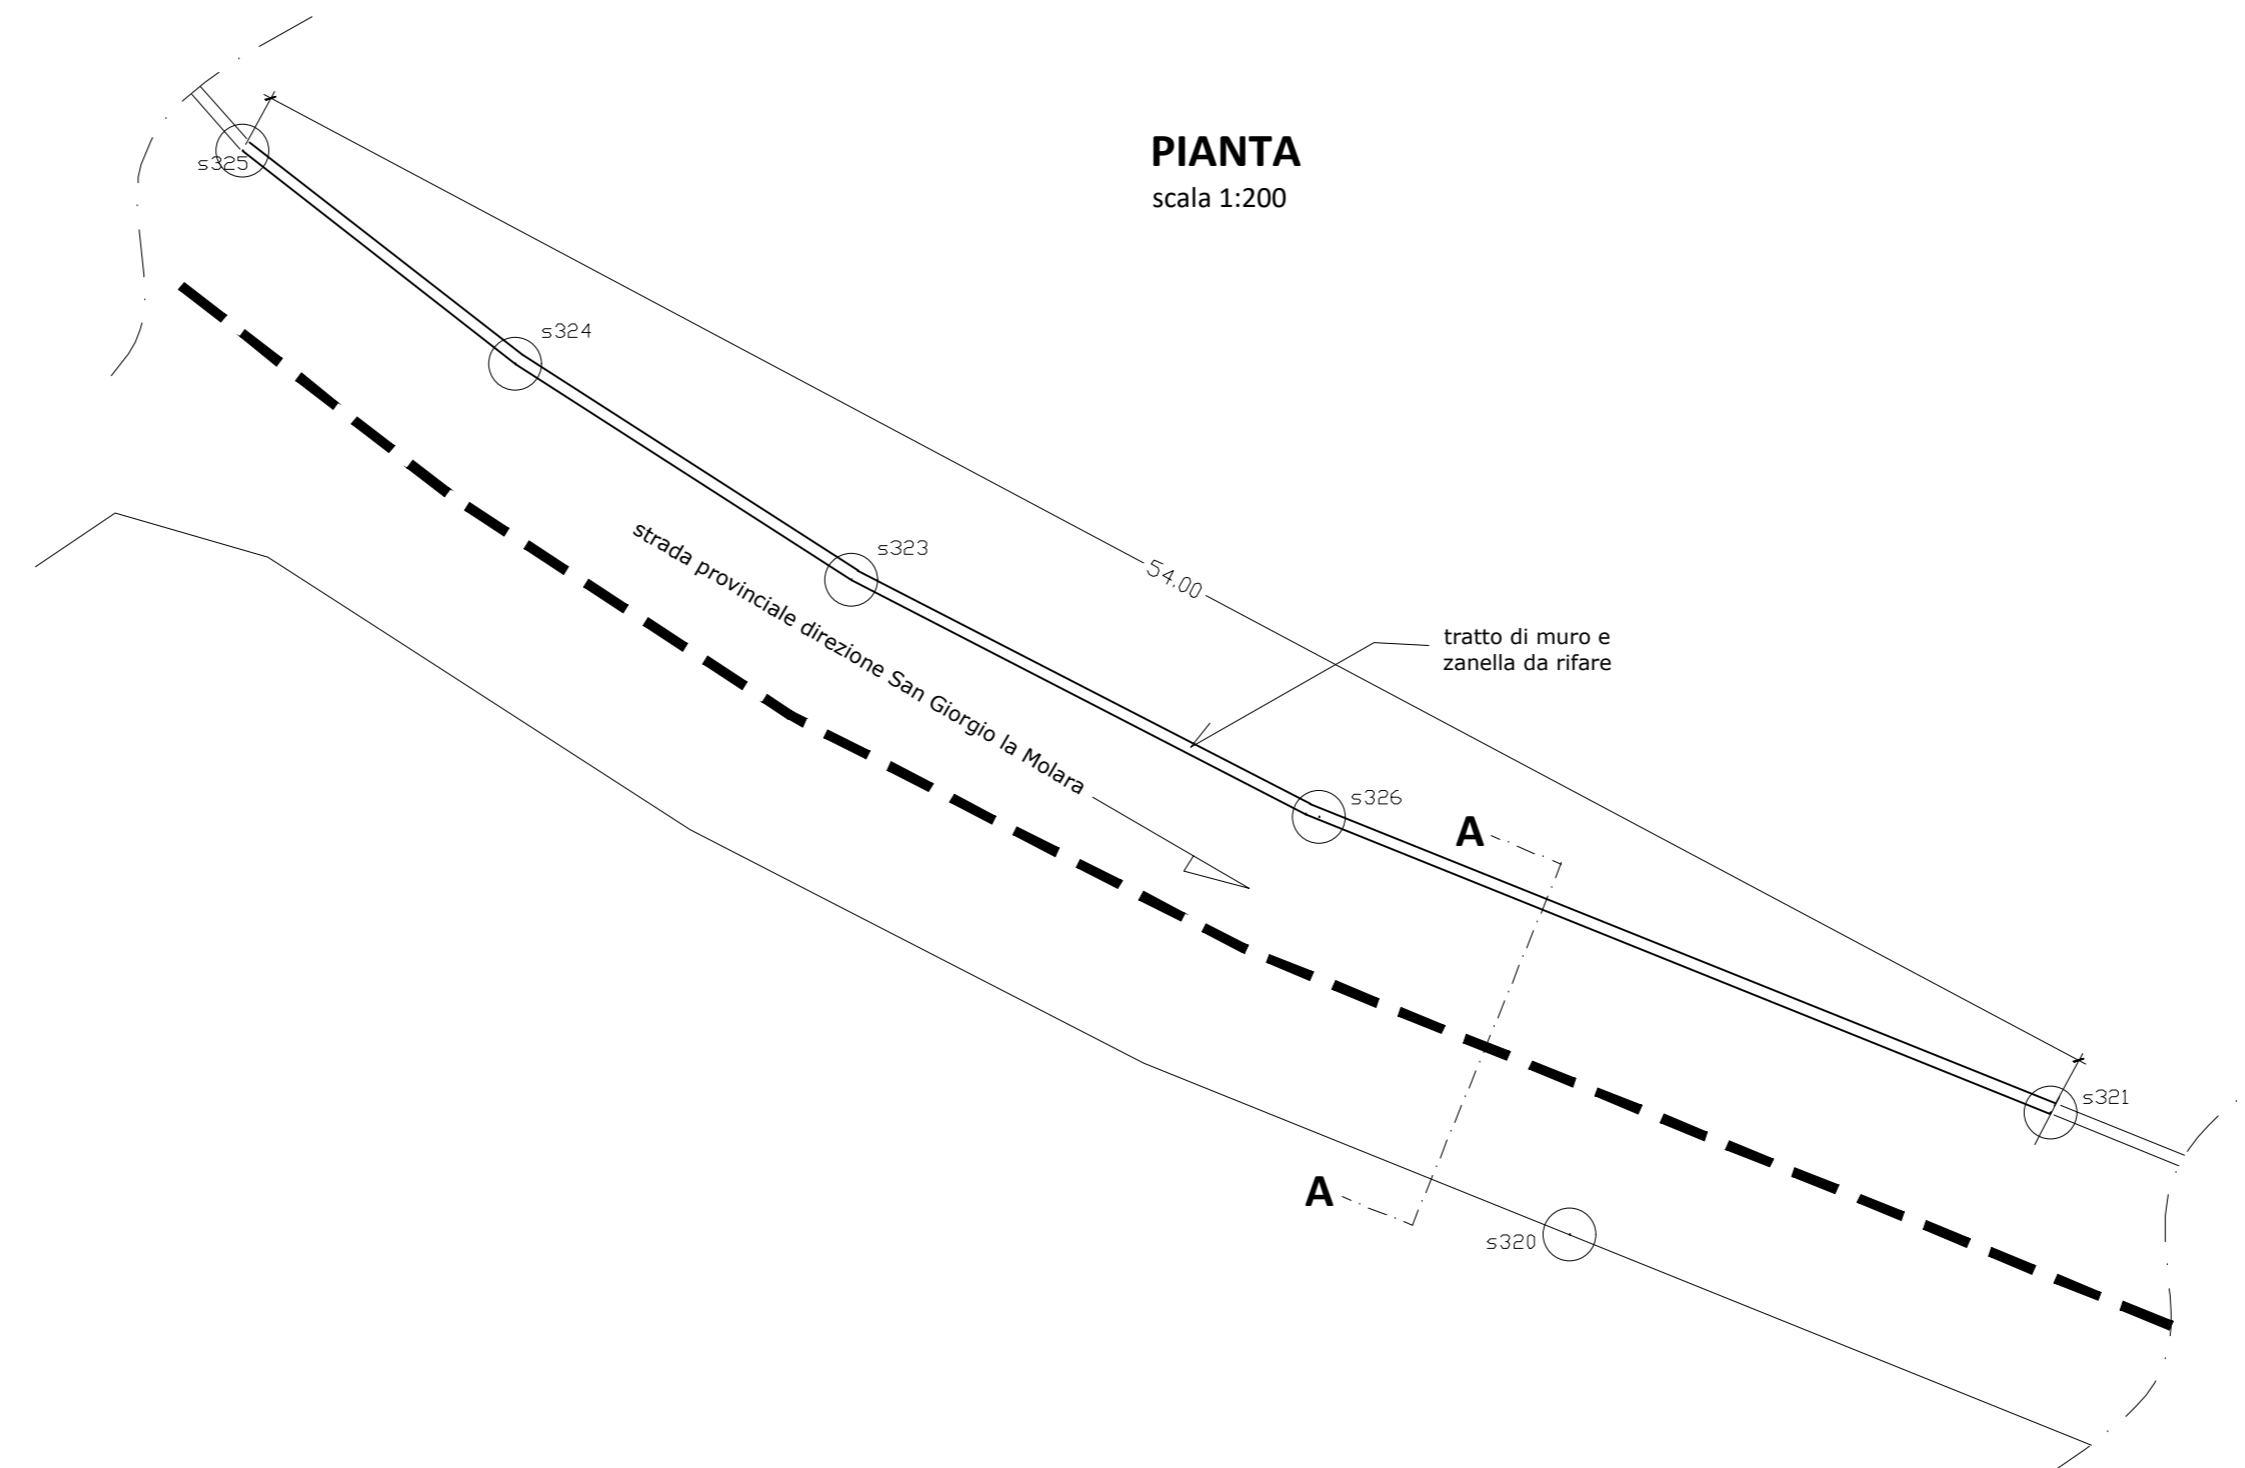 PIANTA
scala 1:200
s325
s324
s323
strada provinciale direzione San Giorgio la Molara
54.00
tratto di muro e
zanella da rifare
s326
A
s321
A
s320